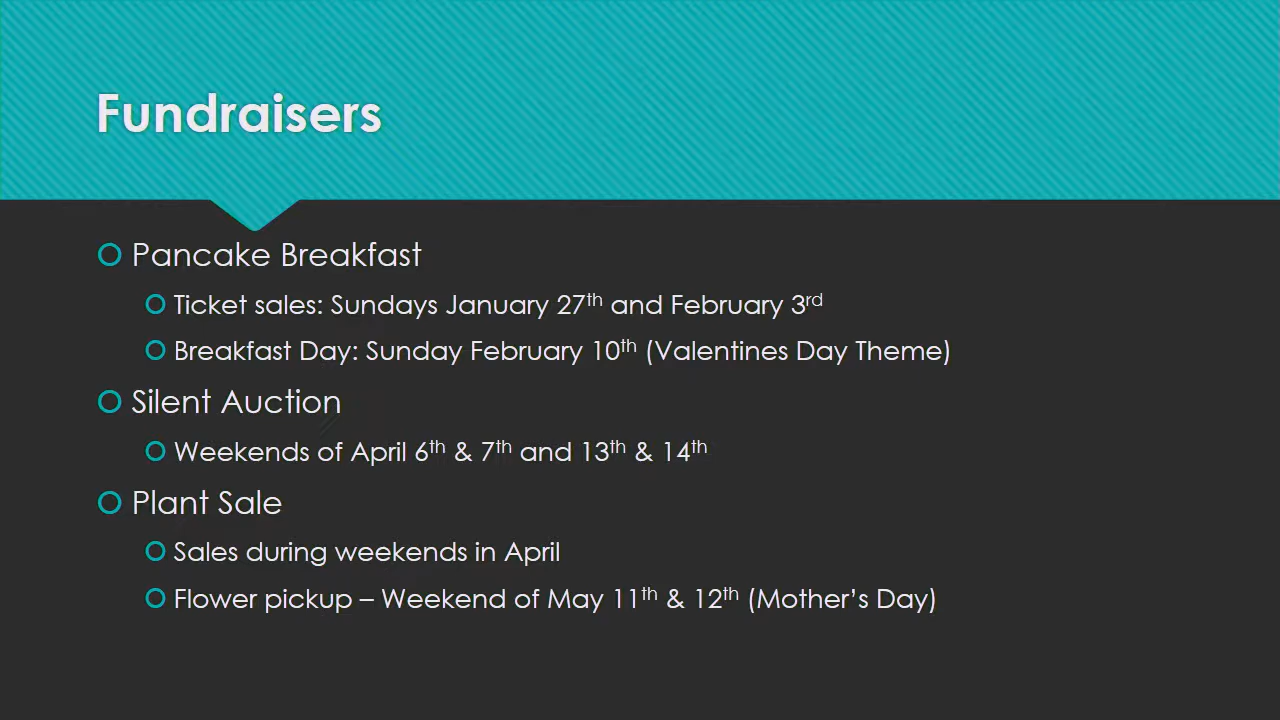 Fundraisers
Pancake Breakfast
Ticket sales: Sundays January 27th and February 3rd
Breakfast Day: Sunday February 10th (Valentines Day Theme)
Silent Auction
Weekends of April 6th & 7th and 13th & 14th
Plant Sale
Sales during weekends in April
Flower pickup – Weekend of May 11th & 12th (Mother’s Day)